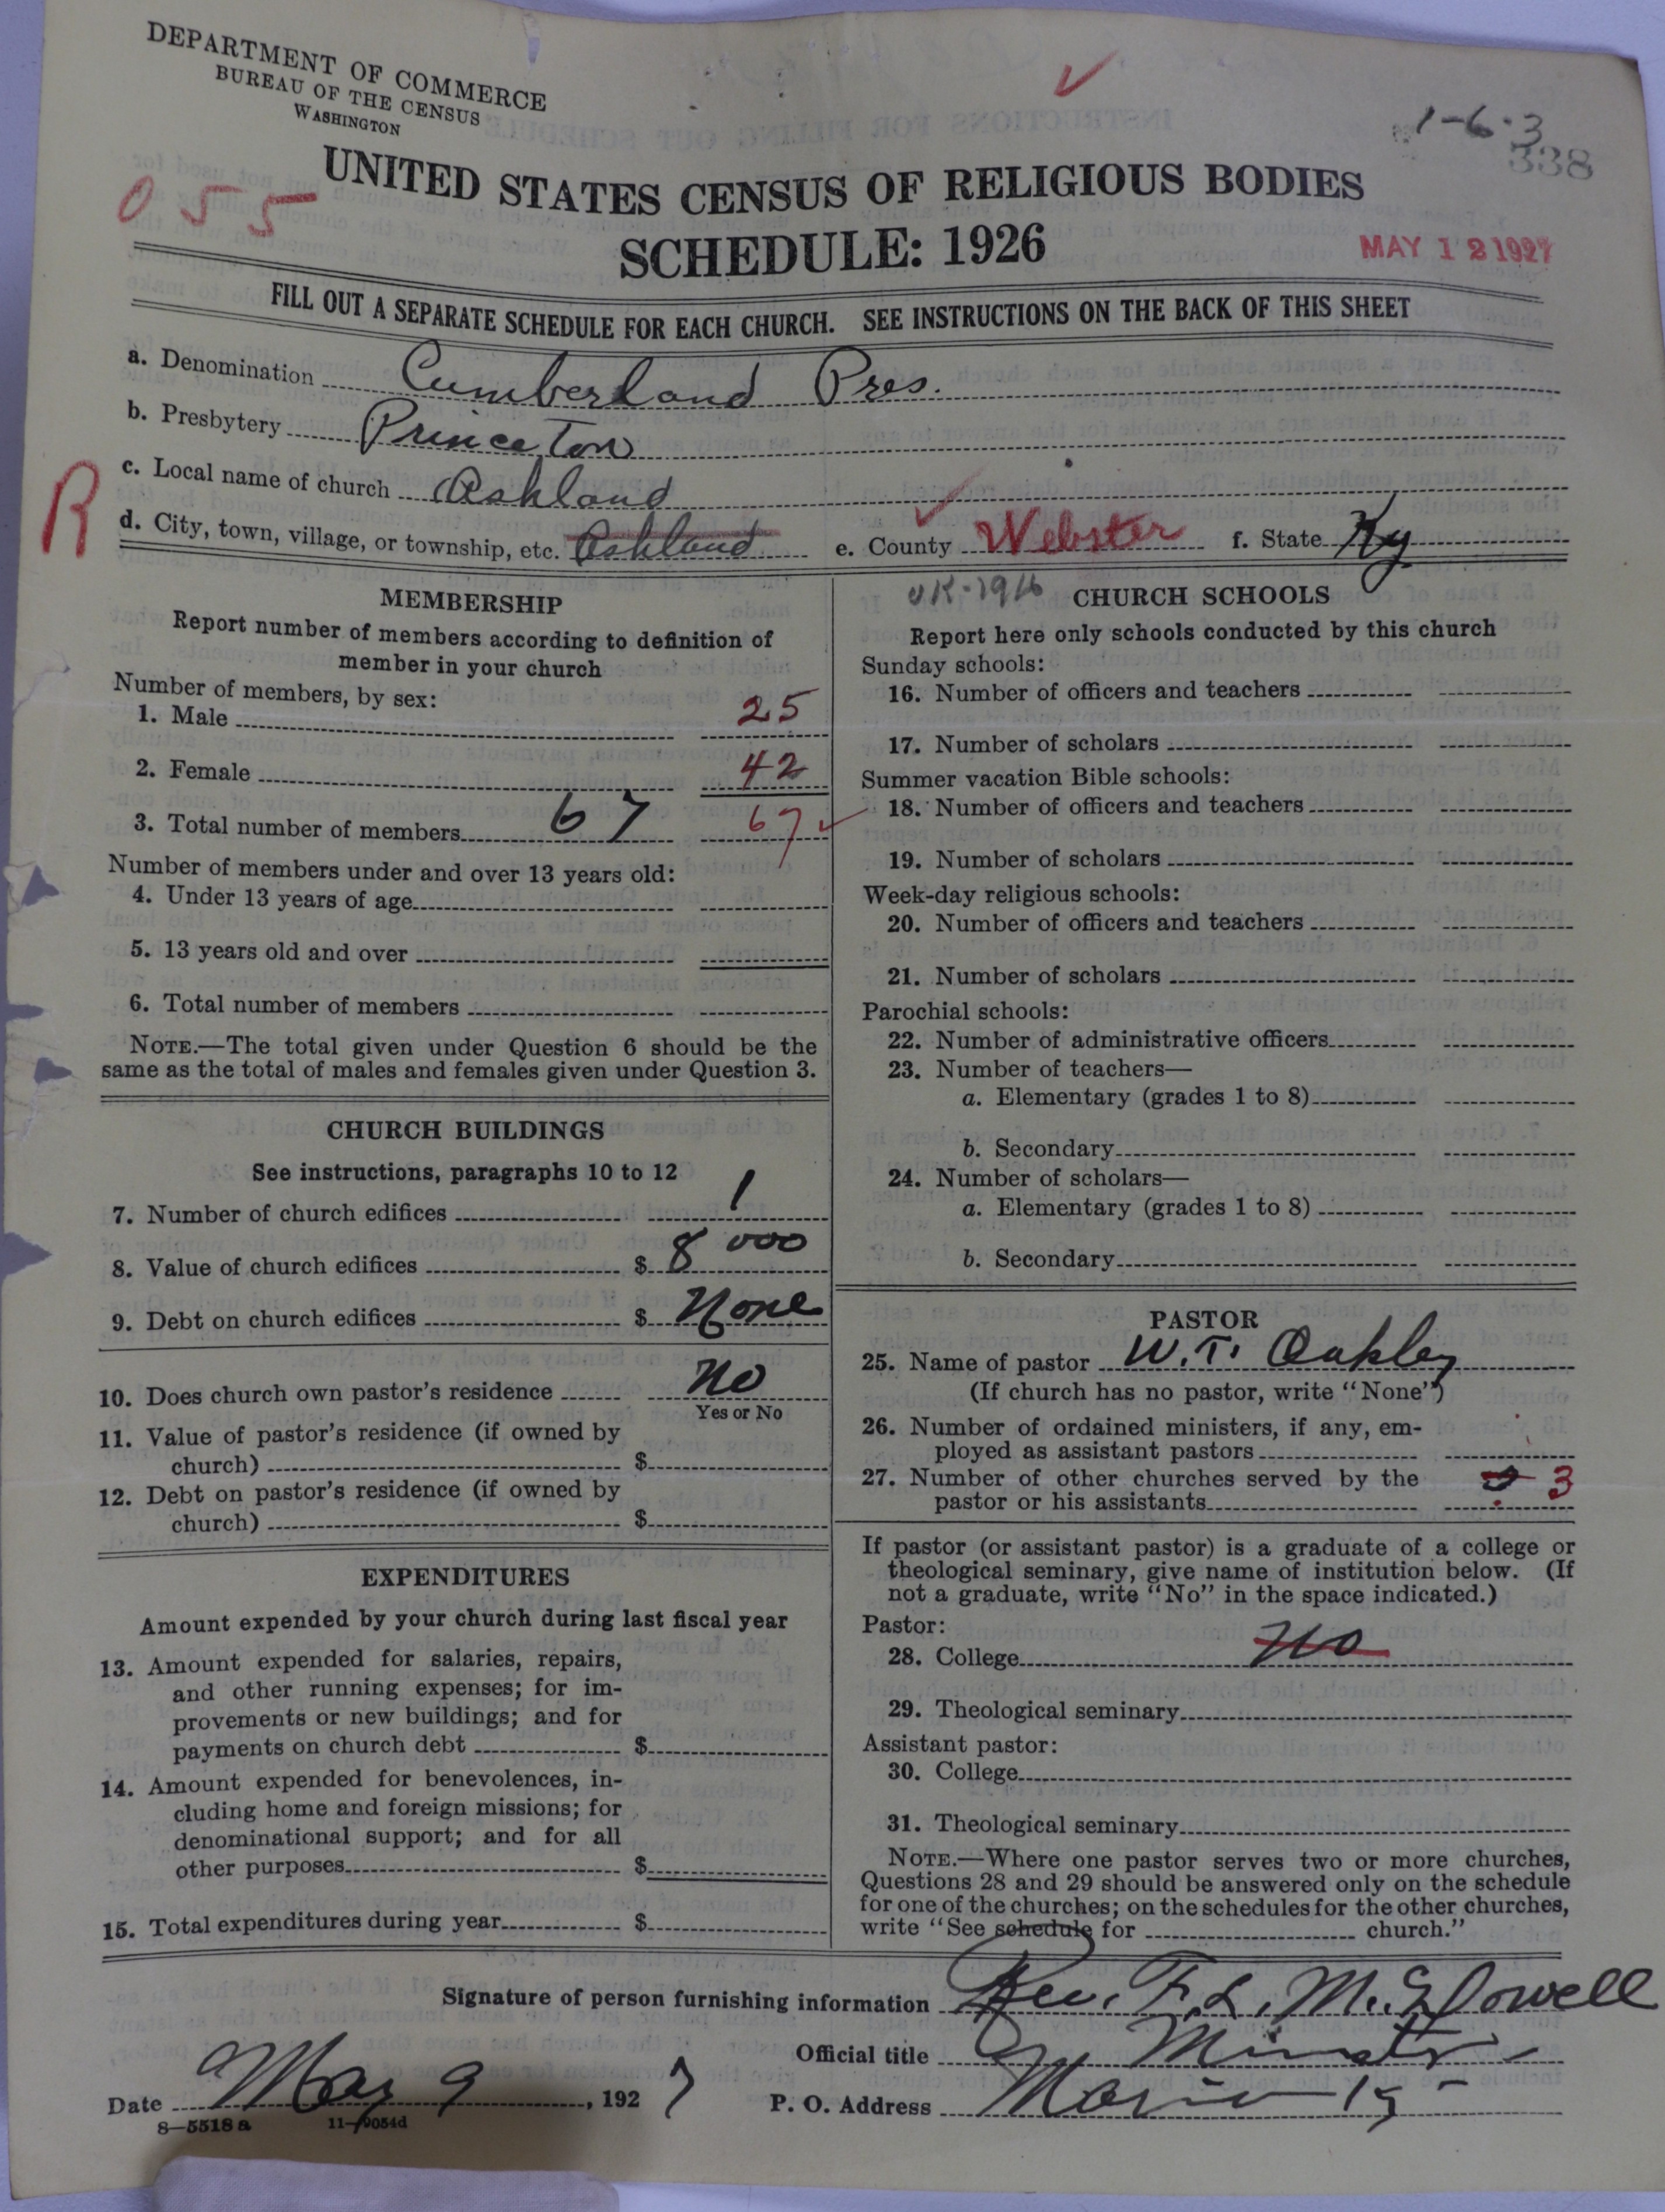 DEPARTMENT OF COMMERCE
BUREAU OF THE CENSUS
WASHINGTON
1-6-3
338
055
UNITED STATES CENSUS OF RELIGIOUS BODIES
SCHEDULE: 1926
MAY 12 1927
FILL OUT A SEPARATE SCHEDULE FOR EACH CHURCH. SEE INSTRUCTIONS ON THE BACK OF THIS SHEET
a. Denomination Cumberland Pres.
b. Presbytery Princeton
c. Local name of church Ashland
R
d. City, town, village, or township, etc. Ashland e. County Webster f. State Ky
MEMBERSHIP
Report number of members according to definition of
member in your church
Number of members, by sex:
1. Male 25
2. Female 42
3. Total number of members 67 67
Number of members under and over 13 years old:
4. Under 13 years of age
5. 13 years old and over
6. Total number of members
NOTE.—The total given under Question 6 should be the
same as the total of males and females given under Question 3.
CHURCH BUILDINGS
See instructions, paragraphs 10 to 12
7. Number of church edifices 1
8. Value of church edifices $ 8000
9. Debt on church edifices $ None
10. Does church own pastor's residence No
Yes or No
11. Value of pastor's residence (if owned by
church) $
12. Debt on pastor's residence (if owned by
church) $
EXPENDITURES
Amount expended by your church during last fiscal year
13. Amount expended for salaries, repairs,
and other running expenses; for im-
provements or new buildings; and for
payments on church debt $
14. Amount expended for benevolences, in-
cluding home and foreign missions; for
denominational support; and for all
other purposes $
15. Total expenditures during year $
OK-1916
CHURCH SCHOOLS
Report here only schools conducted by this church
Sunday schools:
16. Number of officers and teachers
17. Number of scholars
Summer vacation Bible schools:
18. Number of officers and teachers
19. Number of scholars
Week-day religious schools:
20. Number of officers and teachers
21. Number of scholars
Parochial schools:
22. Number of administrative officers
23. Number of teachers—
a. Elementary (grades 1 to 8)
b. Secondary
24. Number of scholars—
a. Elementary (grades 1 to 8)
b. Secondary
PASTOR
25. Name of pastor W. T. Oakley
(If church has no pastor, write "None")
26. Number of ordained ministers, if any, em-
ployed as assistant pastors
27. Number of other churches served by the
pastor or his assistants 3
If pastor (or assistant pastor) is a graduate of a college or
theological seminary, give name of institution below. (If
not a graduate, write "No" in the space indicated.)
Pastor:
28. College No
29. Theological seminary
Assistant pastor:
30. College
31. Theological seminary
NOTE.—Where one pastor serves two or more churches,
Questions 28 and 29 should be answered only on the schedule
for one of the churches; on the schedules for the other churches,
write "See schedule for church."
Signature of person furnishing information Rev. F. L. McDowell
Official title
Date May 9, 1927
P. O. Address Marion Ky
8—5518 a 11—9054d